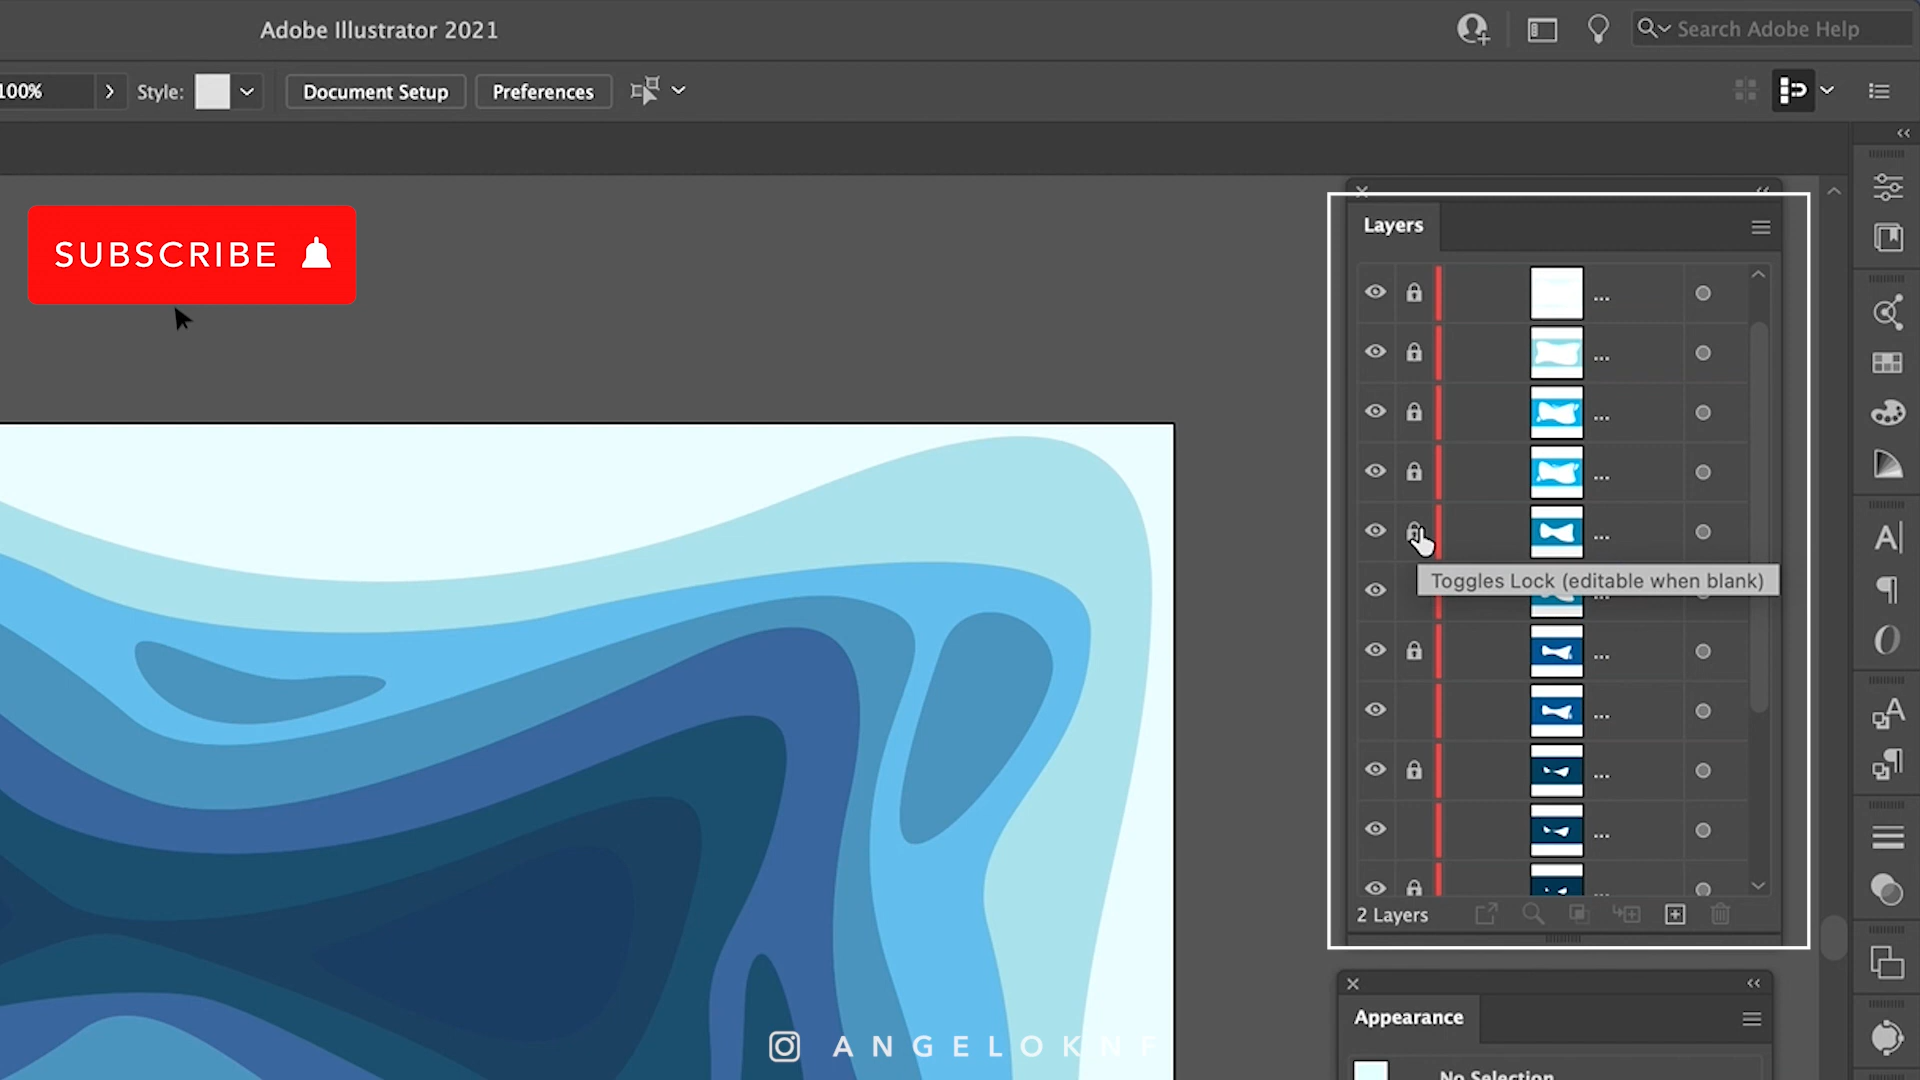 Adobe Illustrator 2021
Search Adobe Help
100%
Style:
Document Setup
Preferences
SUBSCRIBE
Layers
Toggles Lock (editable when blank)
2 Layers
Appearance
No Selection
ANGELOKNF